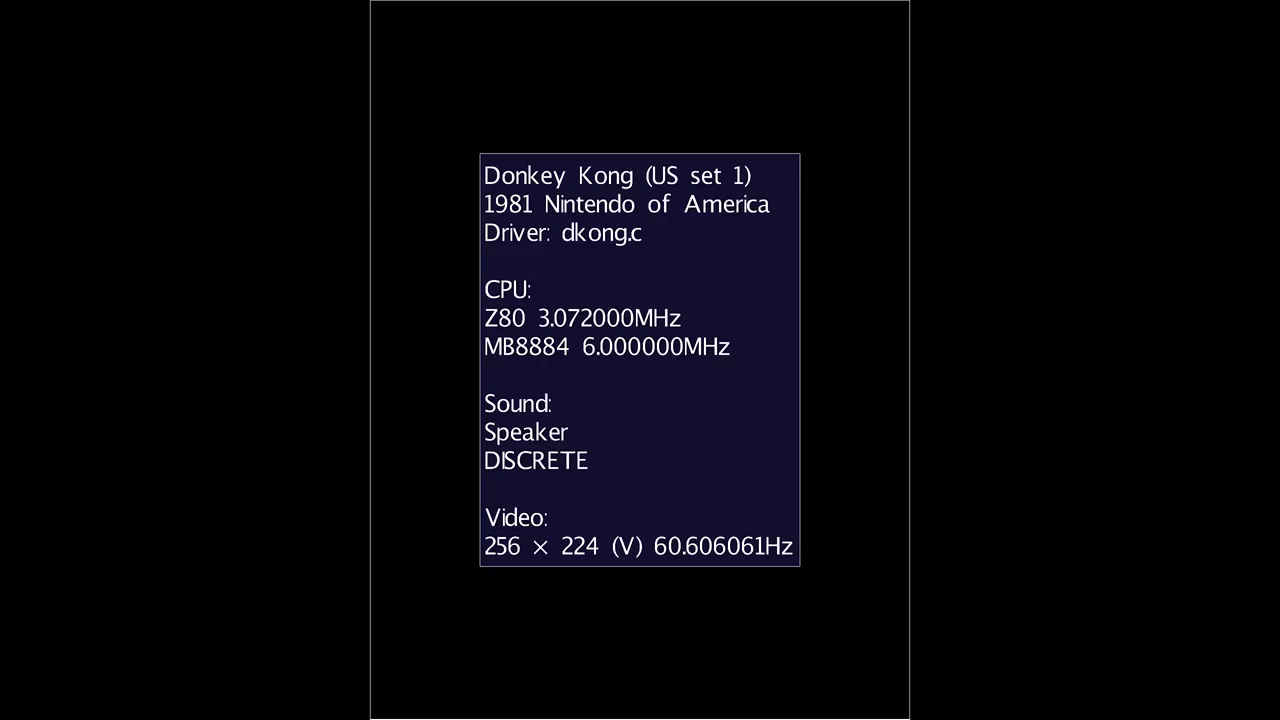 Donkey Kong (US set 1)
1981 Nintendo of America
Driver: dkong.c
CPU:
Z80 3.072000MHz
MB8884 6.000000MHz
Sound:
Speaker
DISCRETE
Video:
256 × 224 (V) 60.606061Hz